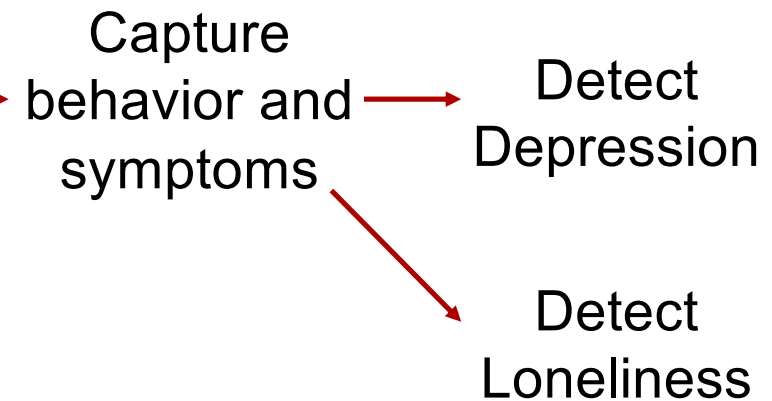 Capture
behavior and
symptoms
Detect
Depression
Detect
Loneliness